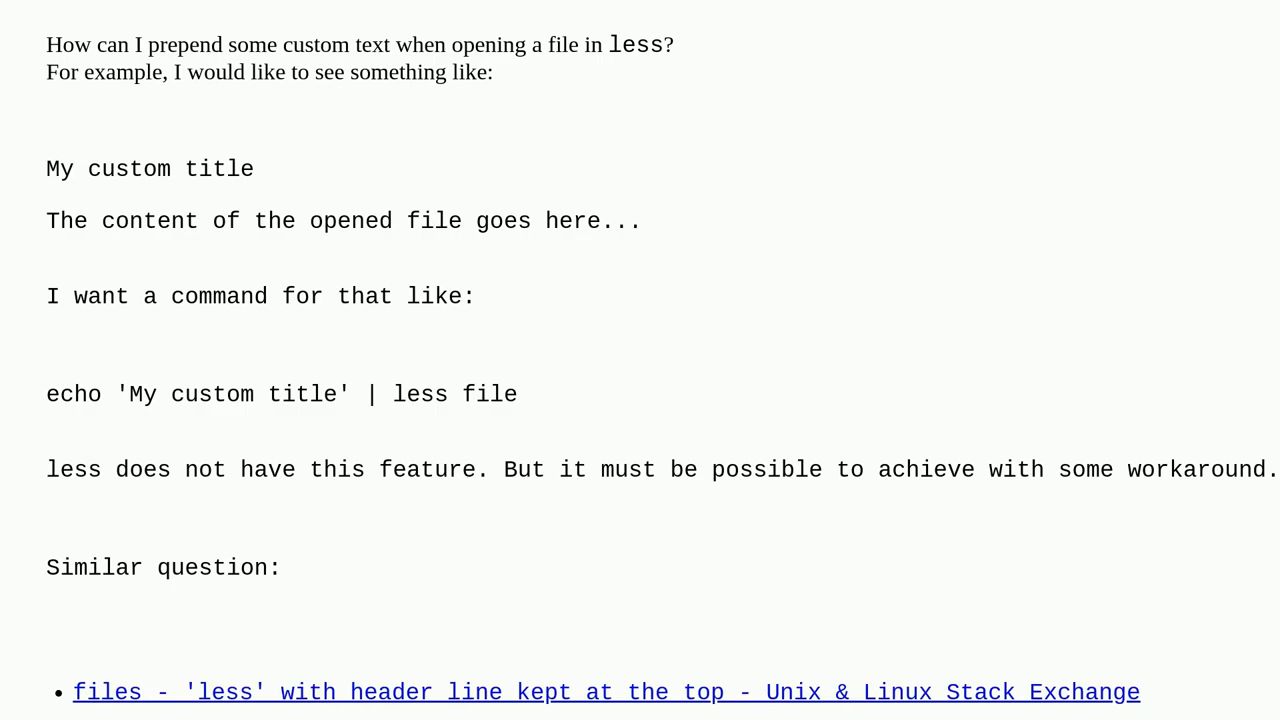 How can I prepend some custom text when opening a file in less?
For example, I would like to see something like:
My custom title
The content of the opened file goes here...
I want a command for that like:
echo 'My custom title' | less file
less does not have this feature. But it must be possible to achieve with some workaround.
Similar question:
• files - 'less' with header line kept at the top - Unix & Linux Stack Exchange